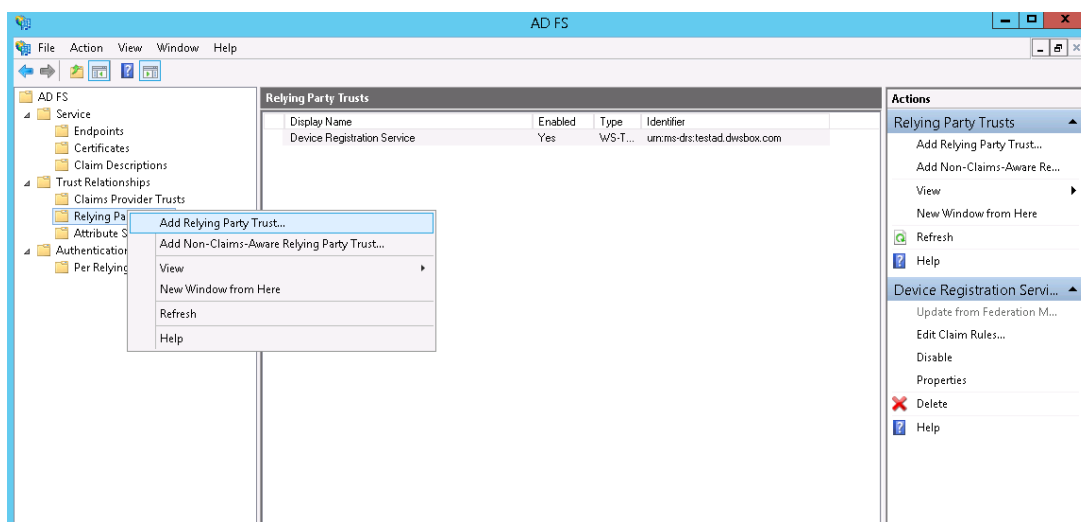 AD FS
File Action View Window Help
AD FS
Service
Endpoints
Certificates
Claim Descriptions
Trust Relationships
Claims Provider Trusts
Relying Pa
Attribute S
Authentication
Per Relying
Add Relying Party Trust...
Add Non-Claims-Aware Relying Party Trust...
View
New Window from Here
Refresh
Help
Relying Party Trusts
Display Name Enabled Type Identifier
Device Registration Service Yes WS-T... urn:ms-drs:testad.dwsbox.com
Actions
Relying Party Trusts
Add Relying Party Trust...
Add Non-Claims-Aware Re...
View
New Window from Here
Refresh
Help
Device Registration Servi...
Update from Federation M...
Edit Claim Rules...
Disable
Properties
Delete
Help